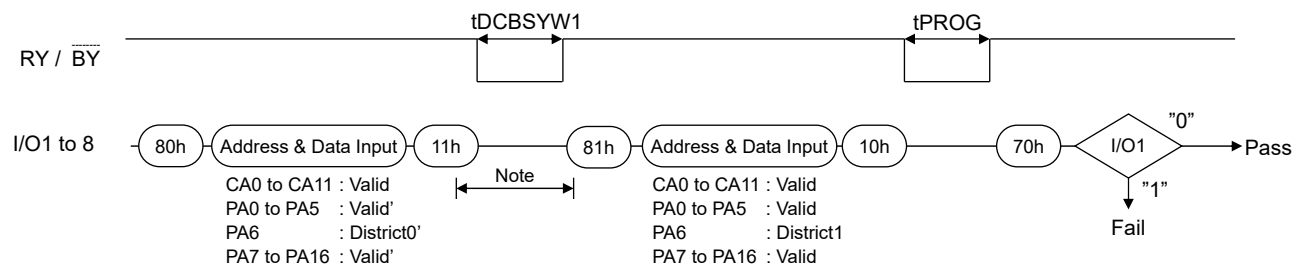 tDCBSYW1
tPROG
RY / BY
I/O1 to 8
80h
Address & Data Input
11h
81h
Address & Data Input
10h
70h
I/O1
”0”
Pass
”1”
Fail
Note
CA0 to CA11 : Valid
PA0 to PA5 : Valid’
PA6 : District0’
PA7 to PA16 : Valid’
CA0 to CA11 : Valid
PA0 to PA5 : Valid
PA6 : District1
PA7 to PA16 : Valid